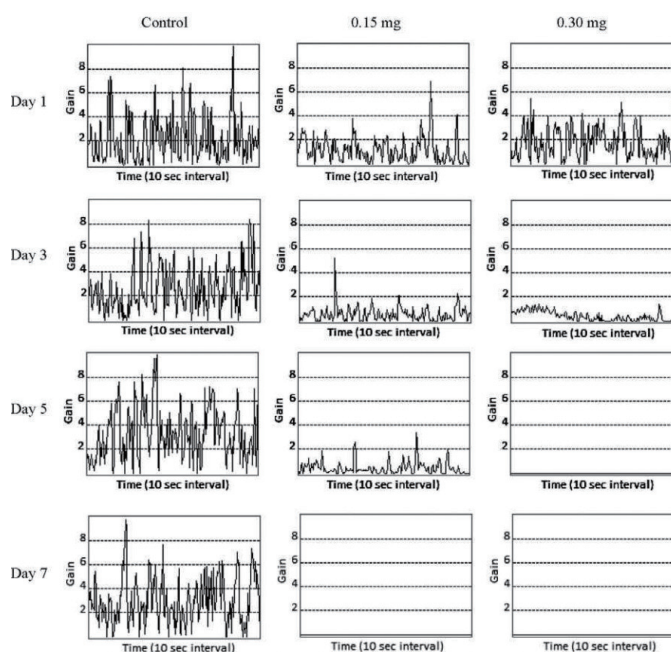 Control 0.15 mg 0.30 mg
Day 1
Gain 8 6 4 2
Time (10 sec interval)
Gain 8 6 4 2
Time (10 sec interval)
Gain 8 6 4 2
Time (10 sec interval)
Day 3
Gain 8 6 4 2
Time (10 sec interval)
Gain 8 6 4 2
Time (10 sec interval)
Gain 8 6 4 2
Time (10 sec interval)
Day 5
Gain 8 6 4 2
Time (10 sec interval)
Gain 8 6 4 2
Time (10 sec interval)
Gain 8 6 4 2
Time (10 sec interval)
Day 7
Gain 8 6 4 2
Time (10 sec interval)
Gain 8 6 4 2
Time (10 sec interval)
Gain 8 6 4 2
Time (10 sec interval)